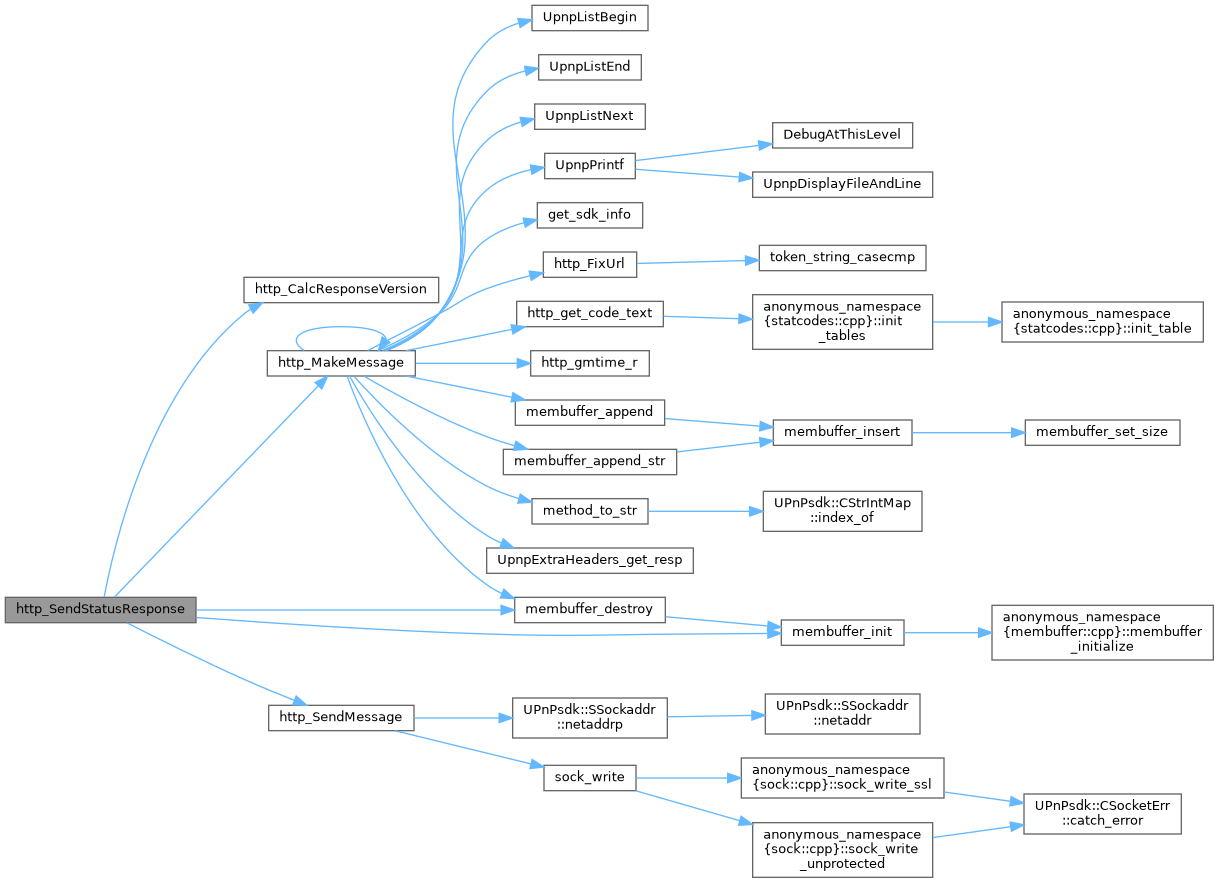 UpnpListBegin
UpnpListEnd
UpnpListNext
DebugAtThisLevel
UpnpPrintf
UpnpDisplayFileAndLine
get_sdk_info
token_string_casecmp
http_FixUrl
http_CalcResponseVersion
http_get_code_text
anonymous_namespace
{statcodes::cpp}::init
_tables
anonymous_namespace
{statcodes::cpp}::init_table
http_MakeMessage
http_gmtime_r
membuffer_append
membuffer_insert
membuffer_set_size
membuffer_append_str
method_to_str
UPnPsdk::CStrIntMap
::index_of
UpnpExtraHeaders_get_resp
http_SendStatusResponse
membuffer_destroy
membuffer_init
anonymous_namespace
{membuffer::cpp}::membuffer
_initialize
http_SendMessage
UPnPsdk::SSockaddr
::netaddrp
UPnPsdk::SSockaddr
::netaddr
sock_write
anonymous_namespace
{sock::cpp}::sock_write_ssl
UPnPsdk::CSocketErr
::catch_error
anonymous_namespace
{sock::cpp}::sock_write
_unprotected